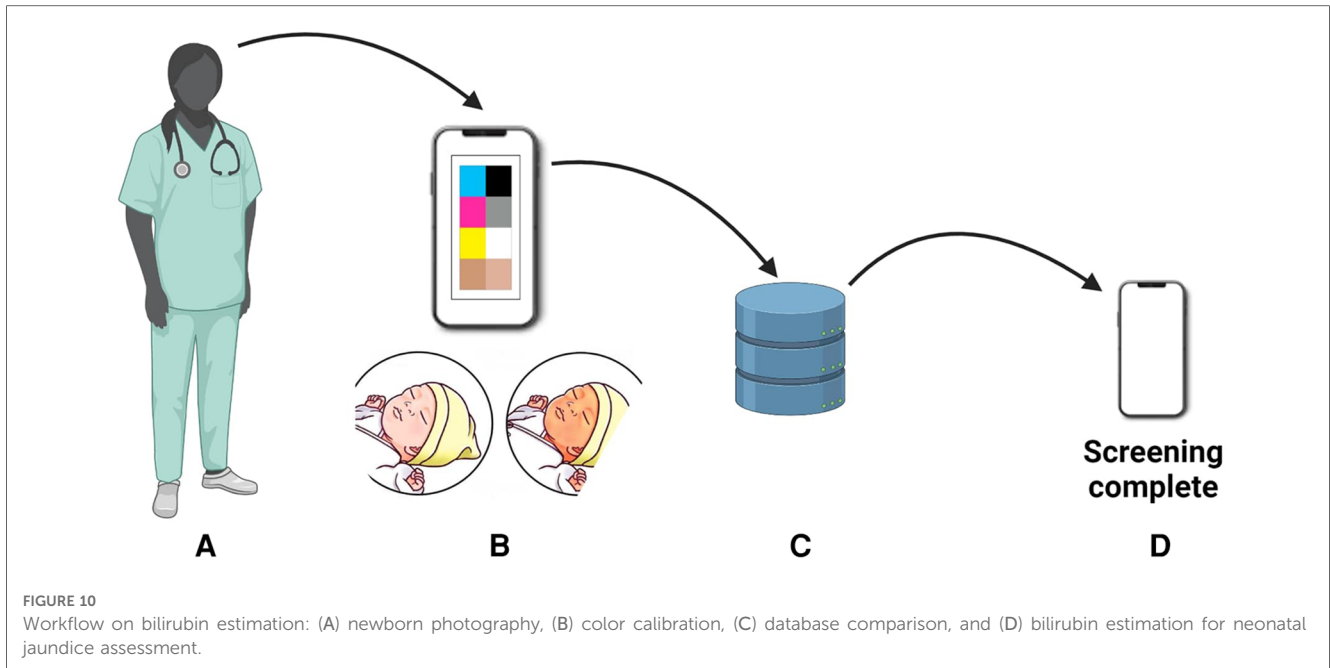 Screening
complete
A B C D
FIGURE 10
Workflow on bilirubin estimation: (A) newborn photography, (B) color calibration, (C) database comparison, and (D) bilirubin estimation for neonatal
jaundice assessment.